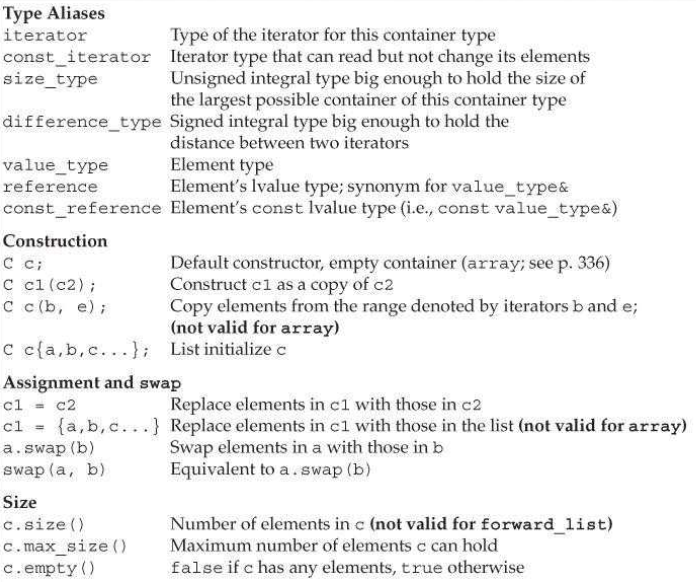 Type Aliases
iterator Type of the iterator for this container type
const_iterator Iterator type that can read but not change its elements
size_type Unsigned integral type big enough to hold the size of
the largest possible container of this container type
difference_type Signed integral type big enough to hold the
distance between two iterators
value_type Element type
reference Element's lvalue type; synonym for value_type&
const_reference Element's const lvalue type (i.e., const value_type&)
Construction
C c; Default constructor, empty container (array; see p. 336)
C c1(c2); Construct c1 as a copy of c2
C c(b, e); Copy elements from the range denoted by iterators b and e;
(not valid for array)
C c{a,b,c...}; List initialize c
Assignment and swap
c1 = c2 Replace elements in c1 with those in c2
c1 = {a,b,c...} Replace elements in c1 with those in the list (not valid for array)
a.swap(b) Swap elements in a with those in b
swap(a, b) Equivalent to a.swap(b)
Size
c.size() Number of elements in c (not valid for forward_list)
c.max_size() Maximum number of elements c can hold
c.empty() false if c has any elements, true otherwise